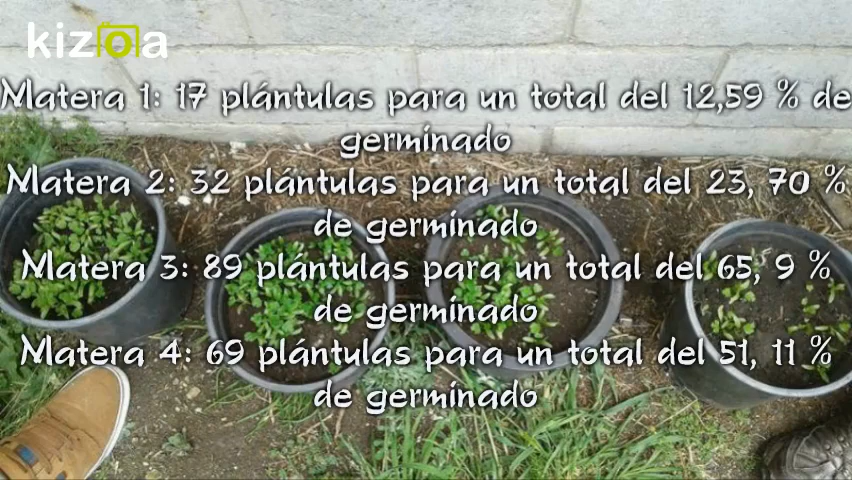 kizoa
Matera 1: 17 plántulas para un total del 12,59 % de
germinado
Matera 2: 32 plántulas para un total del 23, 70 %
de germinado
Matera 3: 89 plántulas para un total del 65, 9 %
de germinado
Matera 4: 69 plántulas para un total del 51, 11 %
de germinado